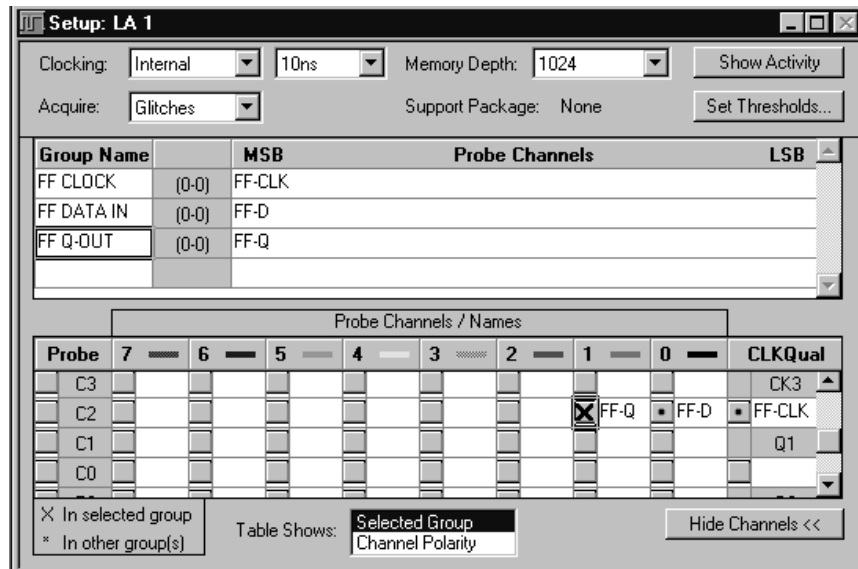 Setup: LA 1
Clocking: Internal 10ns Memory Depth: 1024 Show Activity
Acquire: Glitches Support Package: None Set Thresholds...
Group Name MSB Probe Channels LSB
FF CLOCK (0-0) FF-CLK
FF DATA IN (0-0) FF-D
FF Q-OUT (0-0) FF-Q
Probe Channels / Names
Probe 7 6 5 4 3 2 1 0 CLKQual
C3 CK3
C2 FF-Q FF-D FF-CLK
C1 Q1
C0
X In selected group
* In other group(s)
Table Shows: Selected Group
Channel Polarity
Hide Channels <<